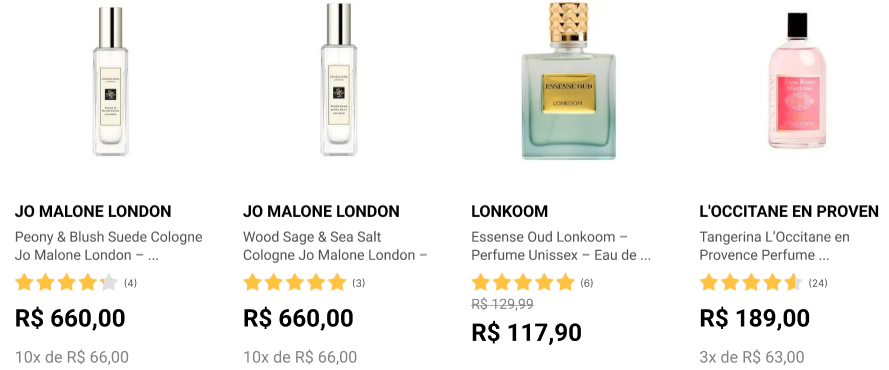 ESSENSE OUD
LONKOOM
JO MALONE LONDON
Peony & Blush Suede Cologne
Jo Malone London – ...
(4)
R$ 660,00
10x de R$ 66,00
JO MALONE LONDON
Wood Sage & Sea Salt
Cologne Jo Malone London –
(3)
R$ 660,00
10x de R$ 66,00
LONKOOM
Essense Oud Lonkoom –
Perfume Unissex – Eau de ...
(6)
R$ 129,99
R$ 117,90
L'OCCITANE EN PROVEN
Tangerina L’Occitane en
Provence Perfume ...
(24)
R$ 189,00
3x de R$ 63,00